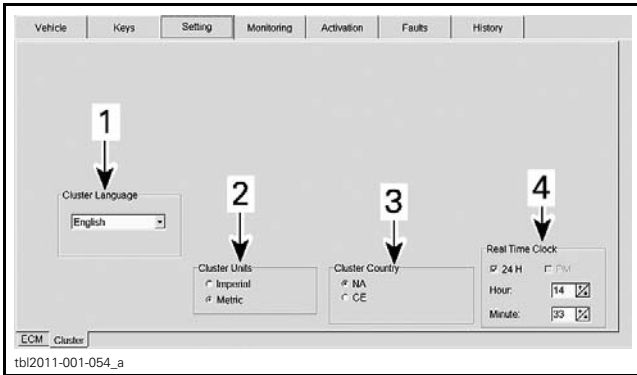 Vehicle Keys Setting Monitoring Activation Faults History
1
Cluster Language
English
2
Cluster Units
Imperial
Metric
3
Cluster Country
NA
CE
4
Real Time Clock
24 H PM
Hour: 14
Minute: 33
ECM Cluster
tbl2011-001-054_a